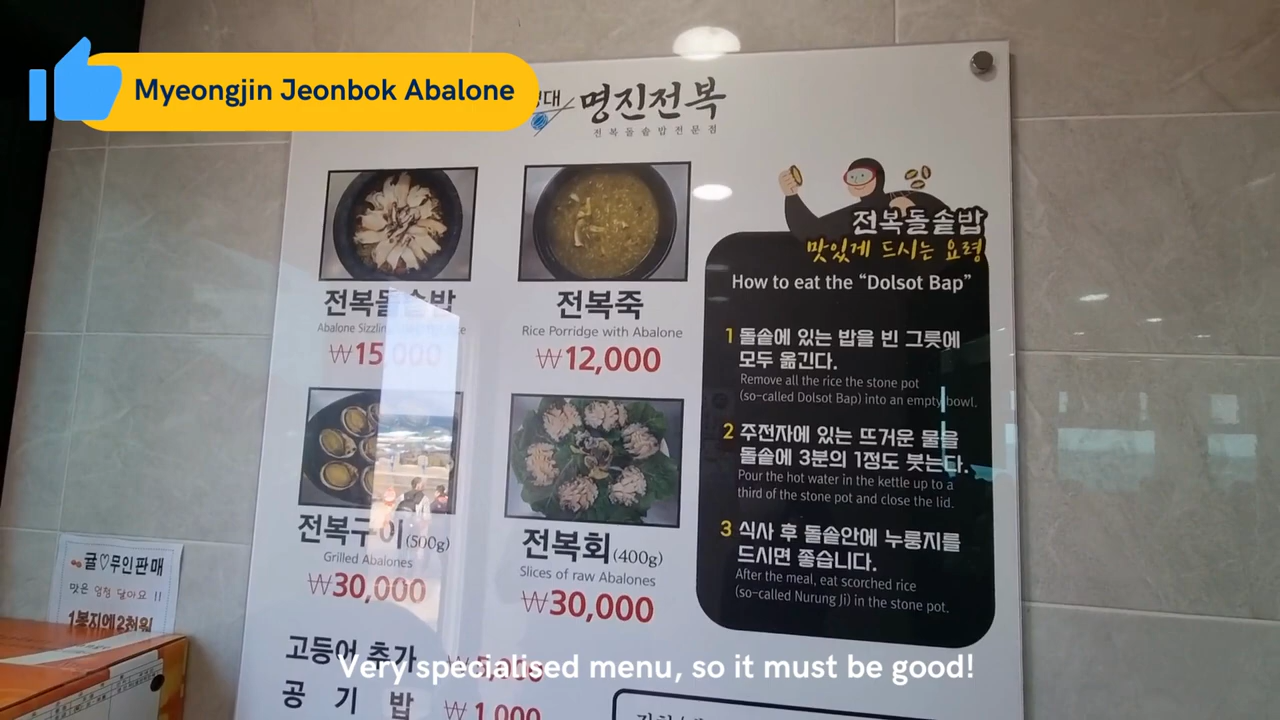 Myeongjin Jeonbok Abalone
명진전복
전복돌솥밥전문점
전복돌솥밥
Abalone
₩15,000
전복죽
Rice Porridge with Abalone
₩12,000
전복구이(500g)
Grilled Abalones
₩30,000
전복회(400g)
Slices of raw Abalones
₩30,000
고등어 추가
공 기 밥 ₩1,000
전복돌솥밥
맛있게 드시는 요령
How to eat the “Dolsot Bap”
1 돌솥에 있는 밥을 빈 그릇에
모두 옮긴다.
Remove all the rice the stone pot
(so-called Dolsot Bap) into an empty bowl.
2 주전자에 있는 뜨거운 물을
돌솥에 3분의 1정도 붓는다.
Pour the hot water in the kettle up to a
third of the stone pot and close the lid.
3 식사 후 돌솥안에 누룽지를
드시면 좋습니다.
After the meal, eat scorched rice
(so-called Nurung Ji) in the stone pot.
귤♡무인판매
맛은 엄청 달아요 !!
1봉지에2천원
Very specialised menu, so it must be good!